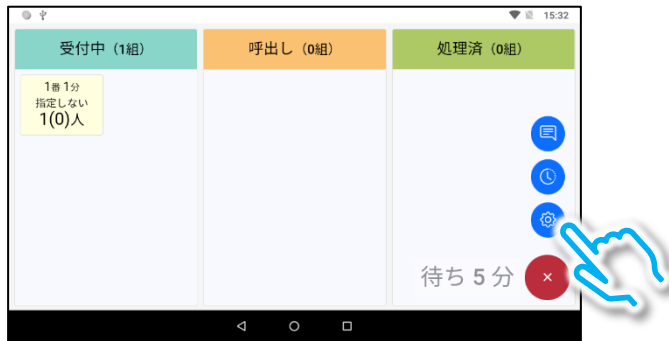 15:32
受付中 (1組)
呼出し (0組)
処理済 (0組)
1番 1分
指定しない
1(0)人
待ち 5 分